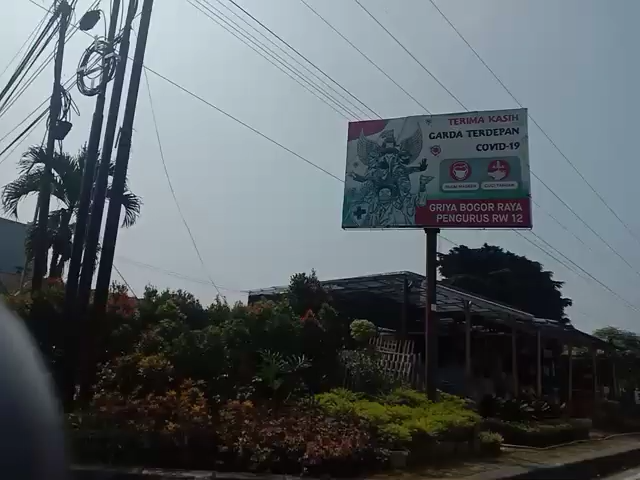 TERIMA KASIH
GARDA TERDEPAN
COVID-19
GRIYA BOGOR RAYA
PENGURUS RW 12